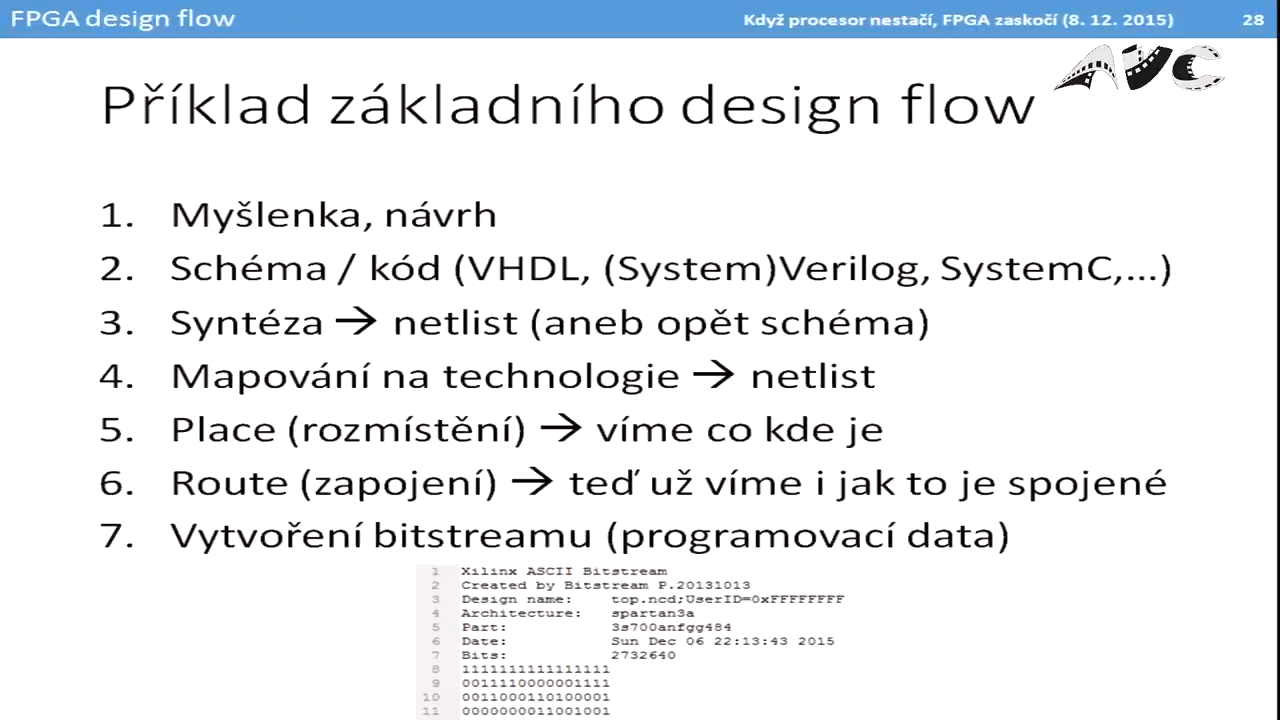 FPGA design flow
Když procesor nestačí, FPGA zaskočí (8. 12. 2015)
28
AVC
Příklad základního design flow
1. Myšlenka, návrh
2. Schéma / kód (VHDL, (System)Verilog, SystemC,...)
3. Syntéza → netlist (aneb opět schéma)
4. Mapování na technologie → netlist
5. Place (rozmístění) → víme co kde je
6. Route (zapojení) → teď už víme i jak to je spojené
7. Vytvoření bitstreamu (programovací data)
1 Xilinx ASCII Bitstream
2 Created by Bitstream P.20131013
3 Design name: top.ncd;UserID=0xFFFFFFFF
4 Architecture: spartan3a
5 Part: 3s700anfgg484
6 Date: Sun Dec 06 22:13:43 2015
7 Bits: 2732640
8 1111111111111111
9 0011110000001111
10 0011000110100001
11 0000000011001001